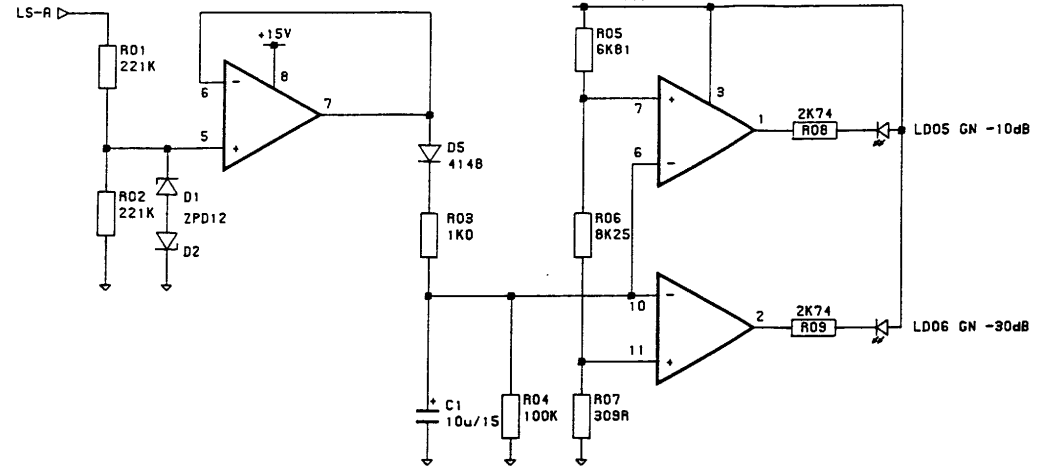 LS-A
R01
221K
+15V
8
6
7
5
R02
221K
D1
2PD12
D2
D5
4148
R03
1K0
C1
10u/15
R04
100K
R05
6K81
7
3
1
6
2K74
R08
LD05 GN -10dB
R06
8K25
10
2
11
2K74
R09
LD06 GN -30dB
R07
309R